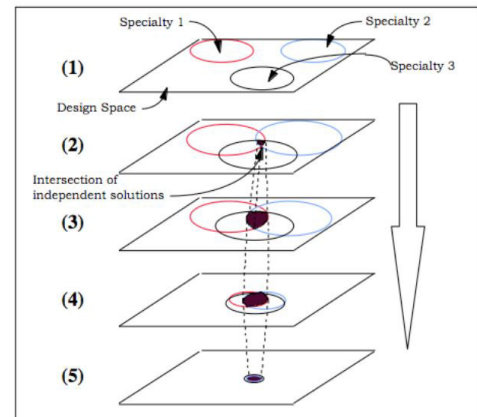 Specialty 1
Specialty 2
(1)
Specialty 3
Design Space
(2)
Intersection of
independent solutions
(3)
(4)
(5)